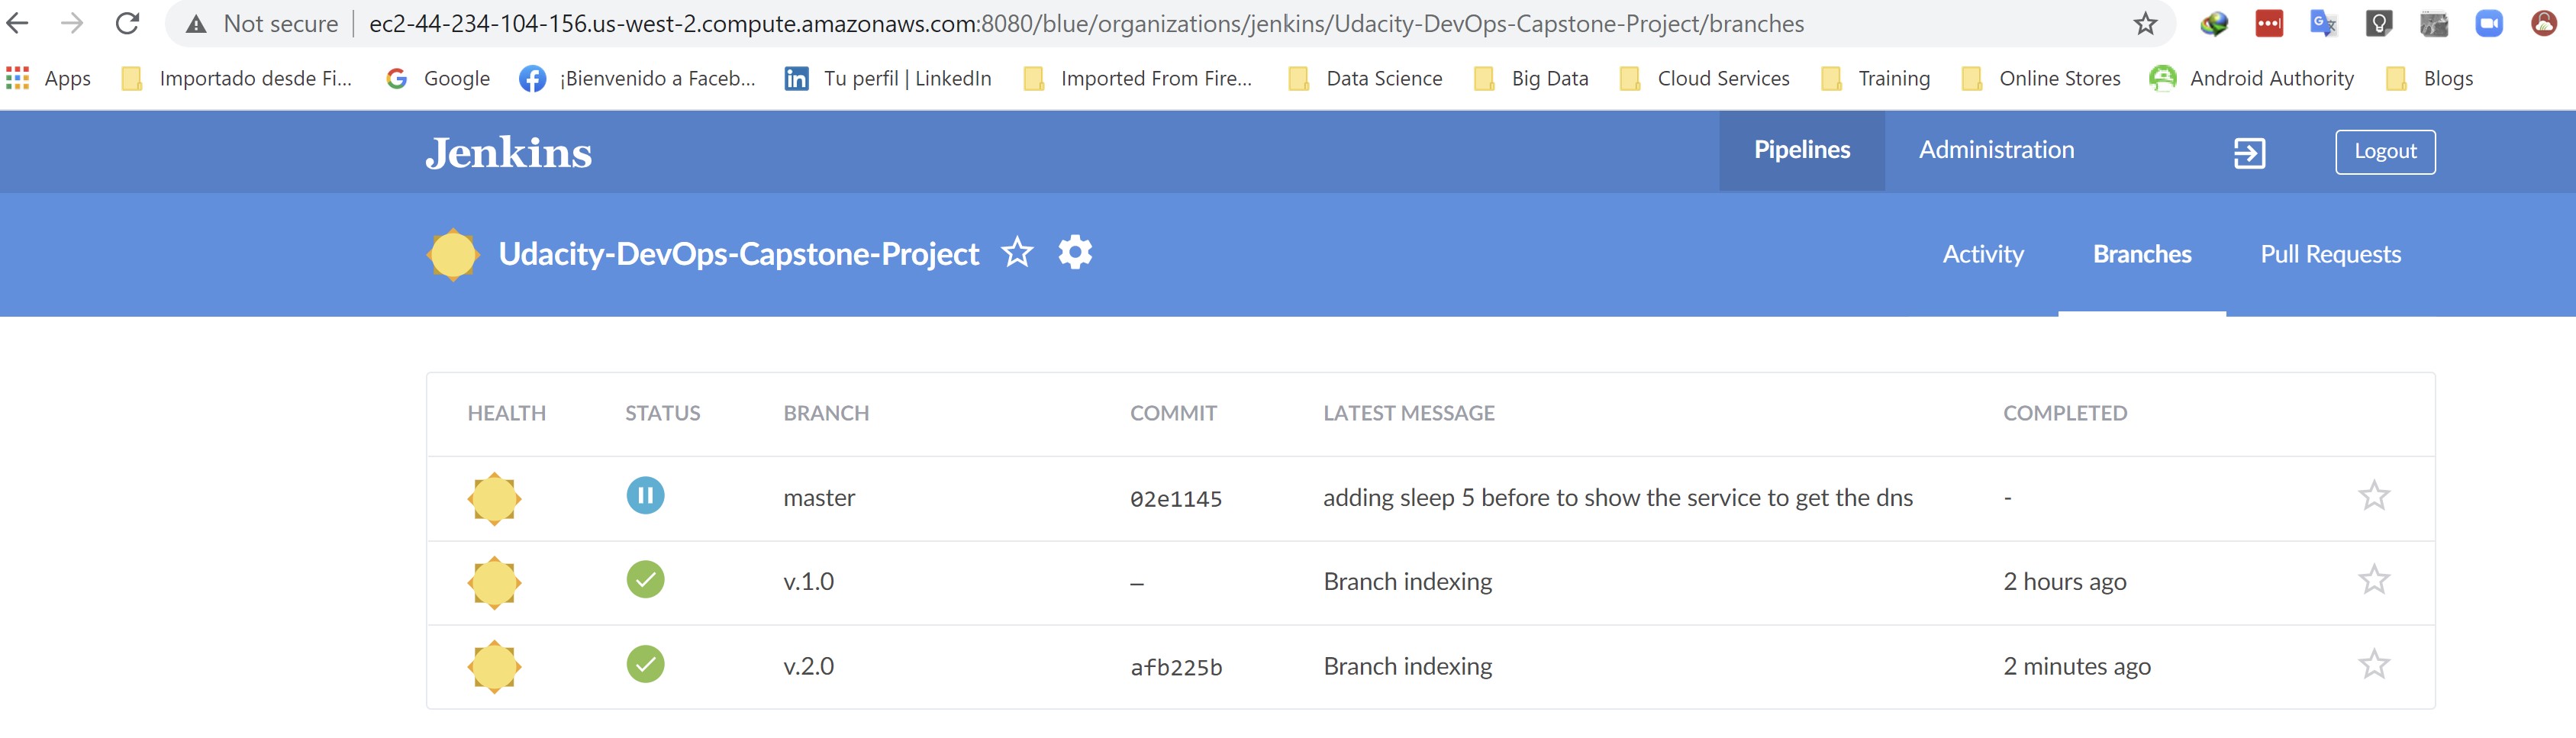 Not secure | ec2-44-234-104-156.us-west-2.compute.amazonaws.com:8080/blue/organizations/jenkins/Udacity-DevOps-Capstone-Project/branches
Apps Importado desde Fi... Google ¡Bienvenido a Faceb... Tu perfil | LinkedIn Imported From Fire... Data Science Big Data Cloud Services Training Online Stores Android Authority Blogs
Jenkins Pipelines Administration Logout
Udacity-DevOps-Capstone-Project Activity Branches Pull Requests
HEALTH STATUS BRANCH COMMIT LATEST MESSAGE COMPLETED
master 02e1145 adding sleep 5 before to show the service to get the dns -
v.1.0 – Branch indexing 2 hours ago
v.2.0 afb225b Branch indexing 2 minutes ago